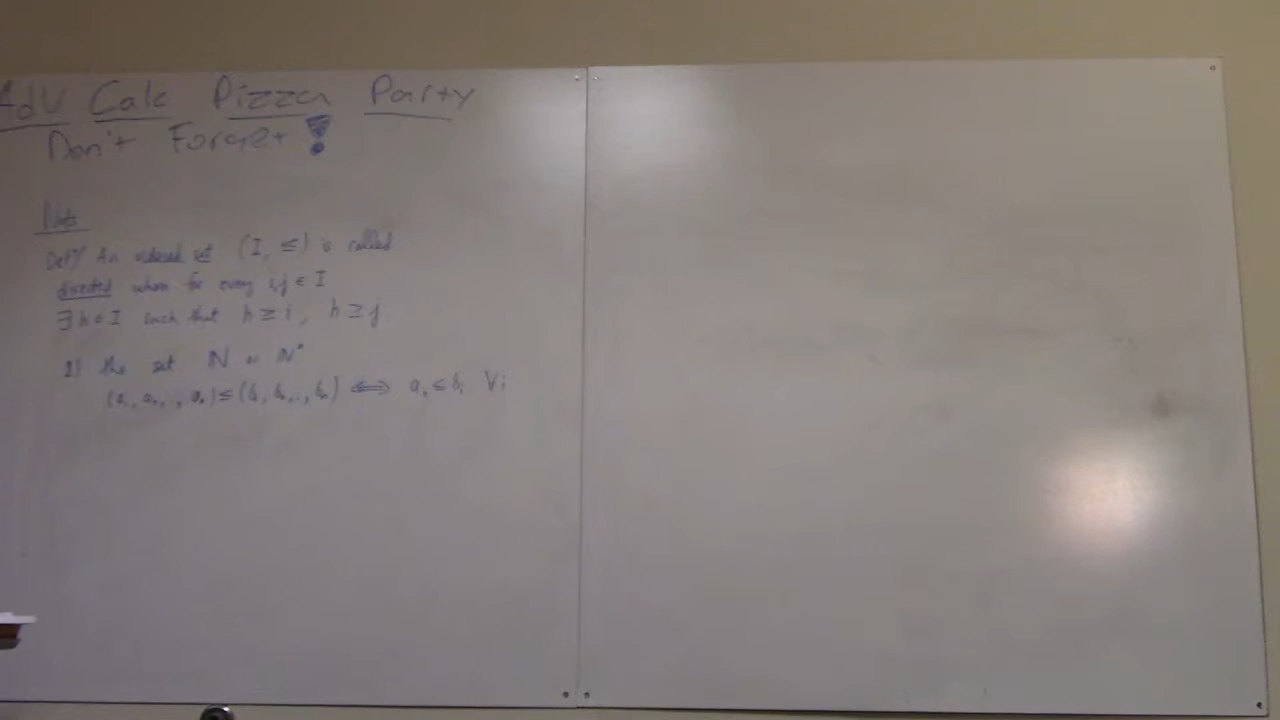 Adv Calc Pizza Party
Don't Forget!
Nets
Def'n/ An ordered set (I, ≤) is called
directed when for every i,j ∈ I
∃ h ∈ I such that h ≥ i, h ≥ j
1) the set ℕ or ℕⁿ
(a₁, a₂,.., aₙ) ≤ (b₁, b₂,.., bₙ) ⟺ aᵢ ≤ bᵢ ∀i